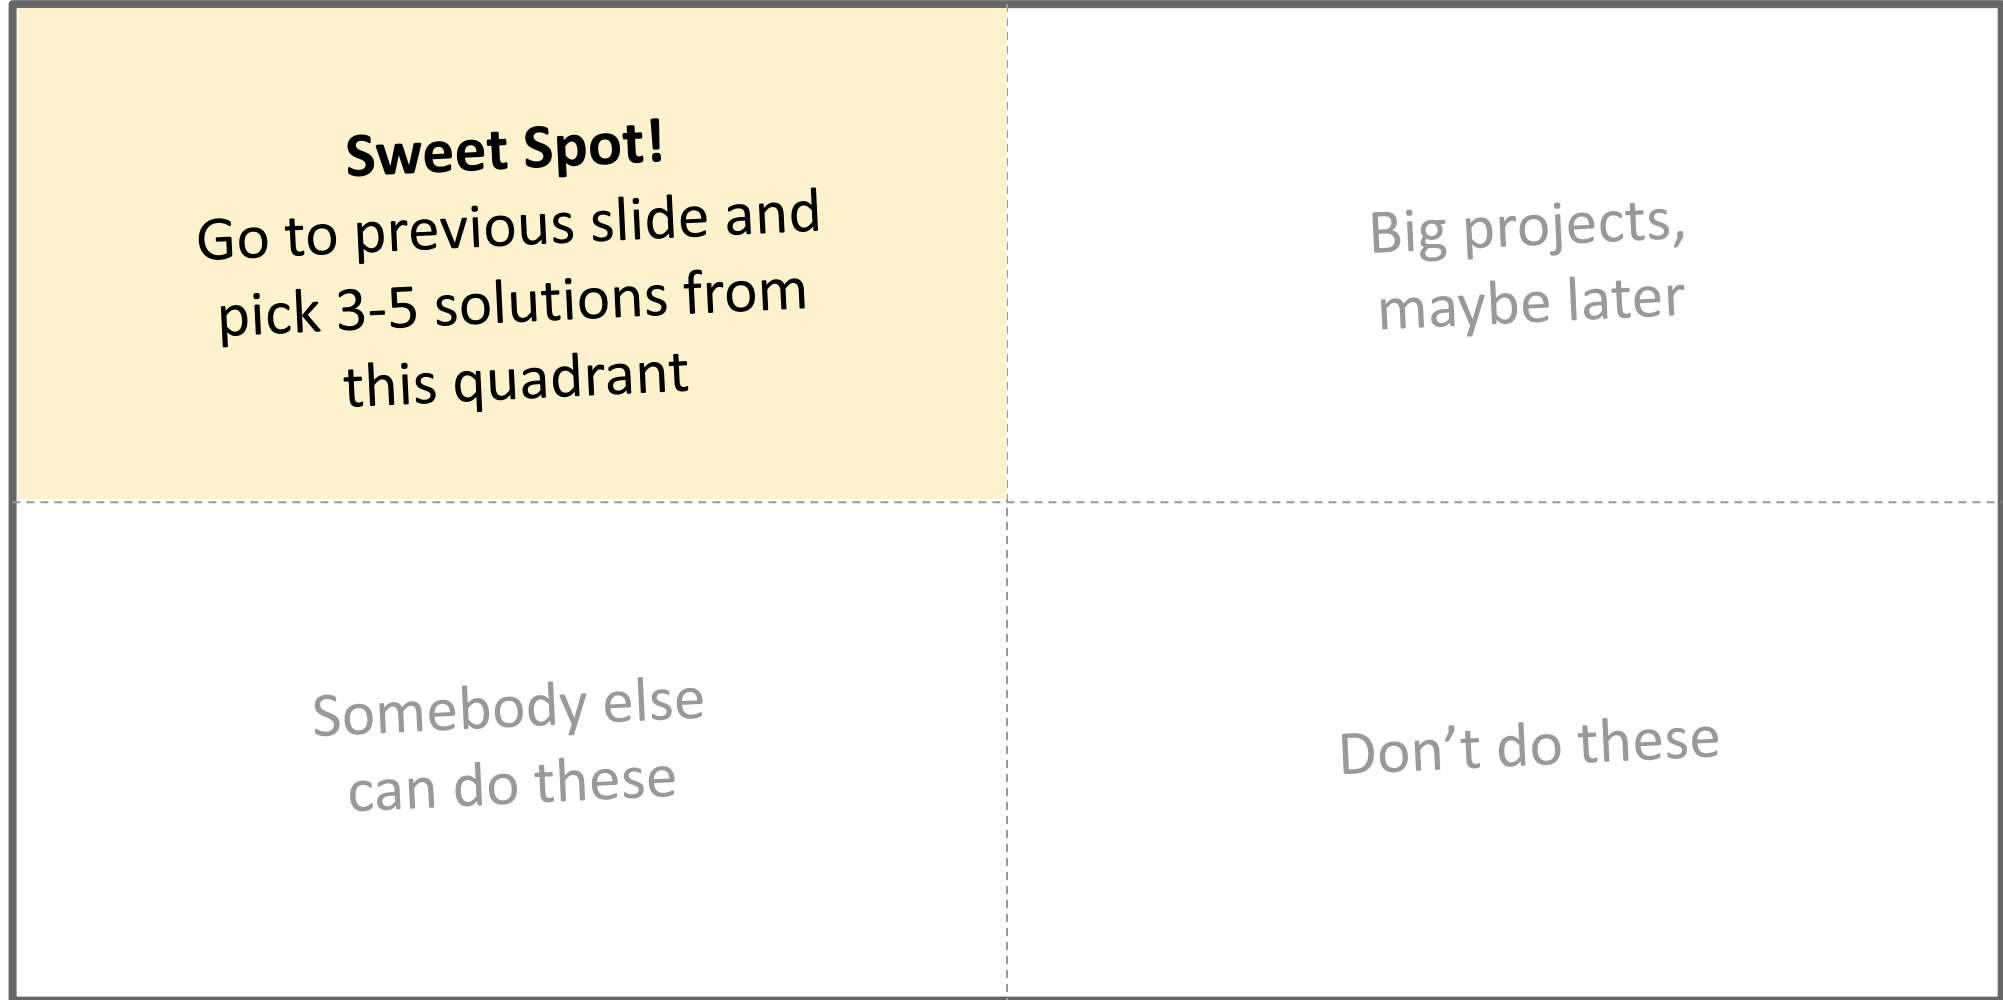 Sweet Spot!
Go to previous slide and
pick 3-5 solutions from
this quadrant
Big projects,
maybe later
Somebody else
can do these
Don’t do these